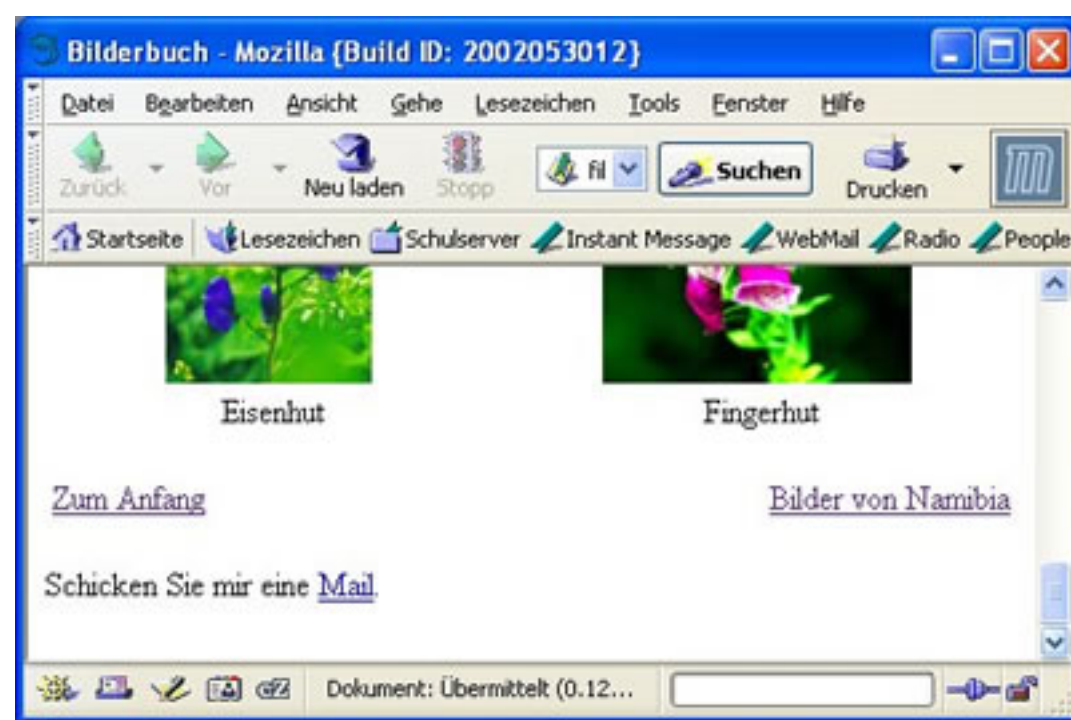 Bilderbuch - Mozilla {Build ID: 2002053012}
Datei Bearbeiten Ansicht Gehe Lesezeichen Tools Fenster Hilfe
Zurück Vor Neu laden Stopp fil Suchen Drucken
Startseite Lesezeichen Schulserver Instant Message WebMail Radio People
Eisenhut Fingerhut
Zum Anfang Bilder von Namibia
Schicken Sie mir eine Mail.
Dokument: Übermittelt (0.12...